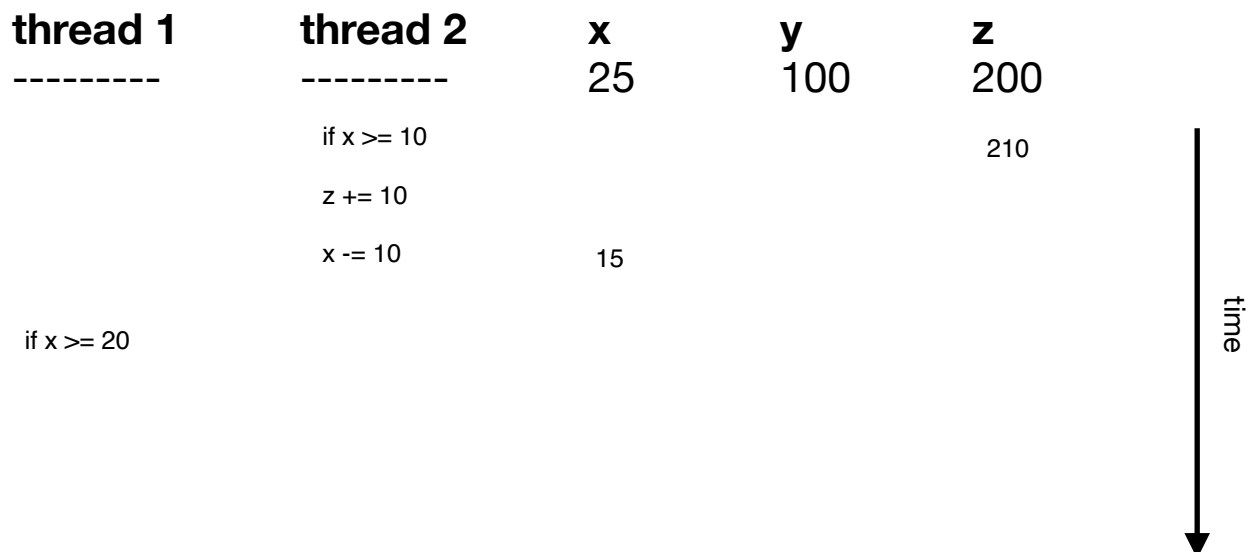 thread 1 thread 2 x y z
--------- --------- 25 100 200
if x >= 10 210
z += 10
x -= 10 15
if x >= 20
time